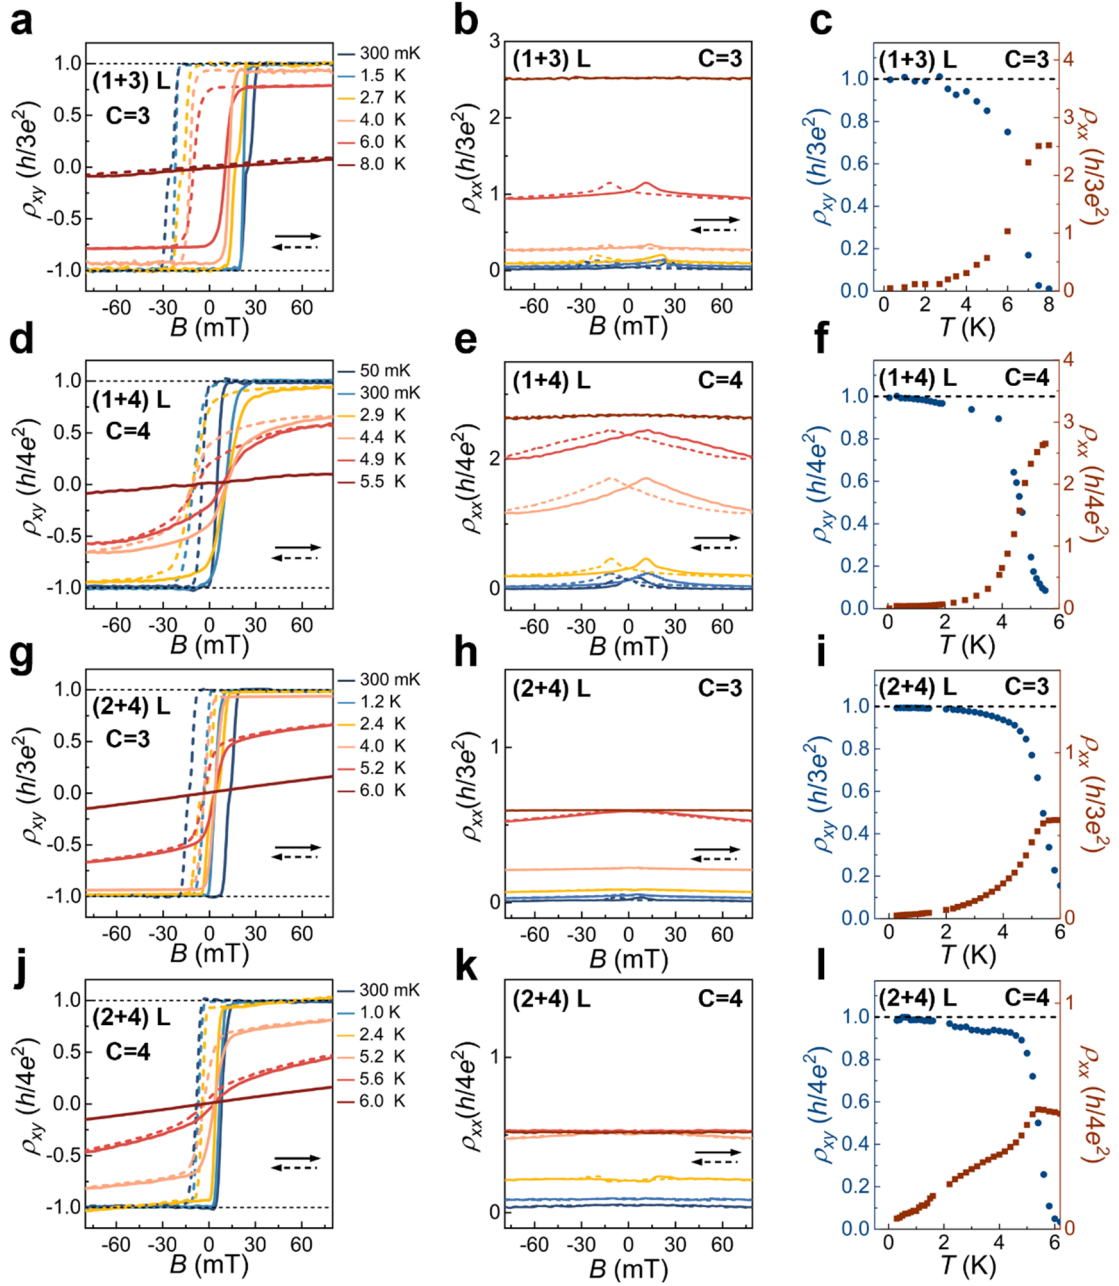 a
(1+3) L
C=3
ρxy (h/3e²)
1.0
0.5
0.0
-0.5
-1.0
-60 -30 0 30 60
B (mT)
300 mK
1.5 K
2.7 K
4.0 K
6.0 K
8.0 K
b
(1+3) L C=3
ρxx (h/3e²)
3
2
1
0
-60 -30 0 30 60
B (mT)
c
(1+3) L C=3
ρxy (h/3e²)
1.0
0.8
0.6
0.4
0.2
0.0
0 2 4 6 8
T (K)
4
3
2
1
0
ρxx (h/3e²)
d
(1+4) L
C=4
ρxy (h/4e²)
1.0
0.5
0.0
-0.5
-1.0
-60 -30 0 30 60
B (mT)
50 mK
300 mK
2.9 K
4.4 K
4.9 K
5.5 K
e
(1+4) L C=4
ρxx(h/4e²)
2
0
-60 -30 0 30 60
B (mT)
f
(1+4) L C=4
ρxy (h/4e²)
1.0
0.8
0.6
0.4
0.2
0.0
0 2 4 6
T (K)
4
3
2
1
0
ρxx (h/4e²)
g
(2+4) L
C=3
ρxy (h/3e²)
1.0
0.5
0.0
-0.5
-1.0
-60 -30 0 30 60
B (mT)
300 mK
1.2 K
2.4 K
4.0 K
5.2 K
6.0 K
h
(2+4) L C=3
ρxx(h/3e²)
1
0
-60 -30 0 30 60
B (mT)
i
(2+4) L C=3
ρxy (h/3e²)
1.0
0.8
0.6
0.4
0.2
0.0
0 2 4 6
T (K)
1
0
ρxx (h/3e²)
j
(2+4) L
C=4
ρxy (h/4e²)
1.0
0.5
0.0
-0.5
-1.0
-60 -30 0 30 60
B (mT)
300 mK
1.0 K
2.4 K
5.2 K
5.6 K
6.0 K
k
(2+4) L C=4
ρxx(h/4e²)
1
0
-60 -30 0 30 60
B (mT)
l
(2+4) L C=4
ρxy (h/4e²)
1.0
0.8
0.6
0.4
0.2
0.0
0 2 4 6
T (K)
1
0
ρxx (h/4e²)